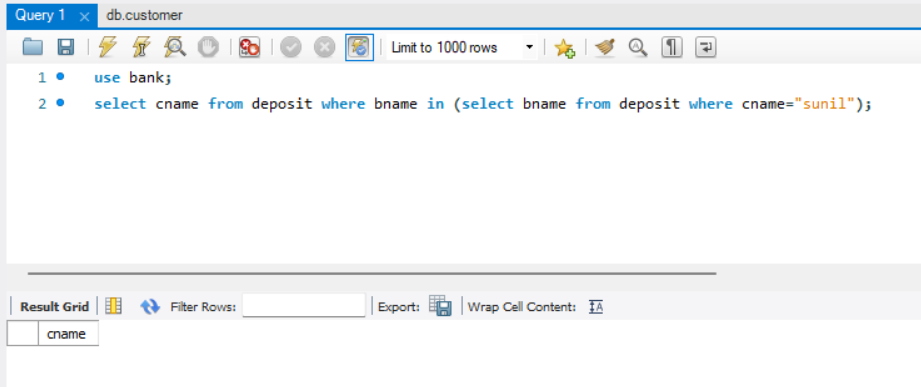 Query 1 × db.customer
Limit to 1000 rows
1 use bank;
2 select cname from deposit where bname in (select bname from deposit where cname="sunil");
Result Grid Filter Rows: Export: Wrap Cell Content:
cname